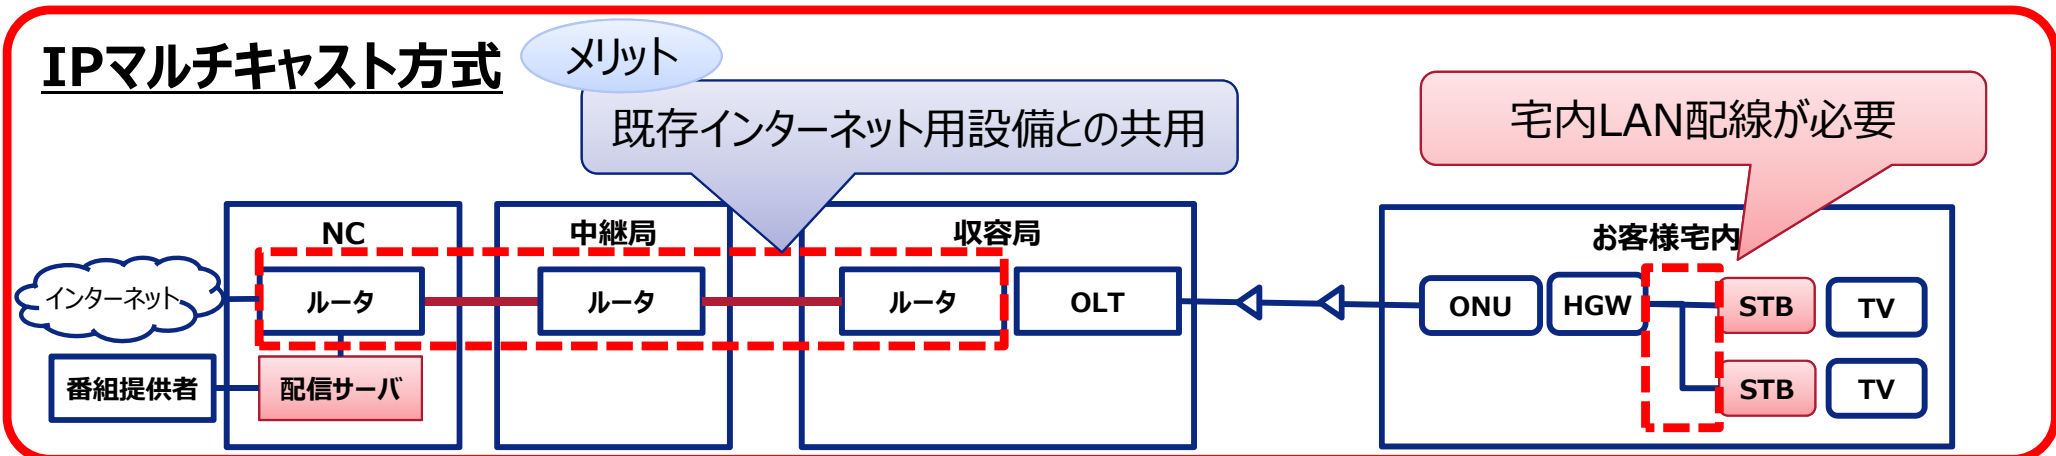 IPマルチキャスト方式
メリット
既存インターネット用設備との共用
宅内LAN配線が必要
NC
中継局
収容局
お客様宅内
インターネット
ルータ
ルータ
ルータ
OLT
ONU
HGW
STB
TV
番組提供者
配信サーバ
STB
TV